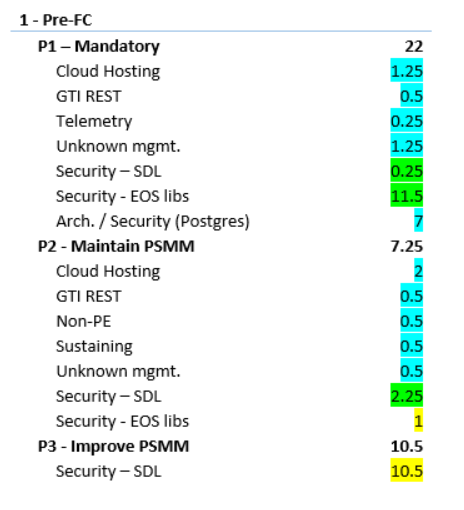 1 - Pre-FC
P1 – Mandatory 22
Cloud Hosting 1.25
GTI REST 0.5
Telemetry 0.25
Unknown mgmt. 1.25
Security – SDL 0.25
Security - EOS libs 11.5
Arch. / Security (Postgres) 7
P2 - Maintain PSMM 7.25
Cloud Hosting 2
GTI REST 0.5
Non-PE 0.5
Sustaining 0.5
Unknown mgmt. 0.5
Security – SDL 2.25
Security - EOS libs 1
P3 - Improve PSMM 10.5
Security – SDL 10.5